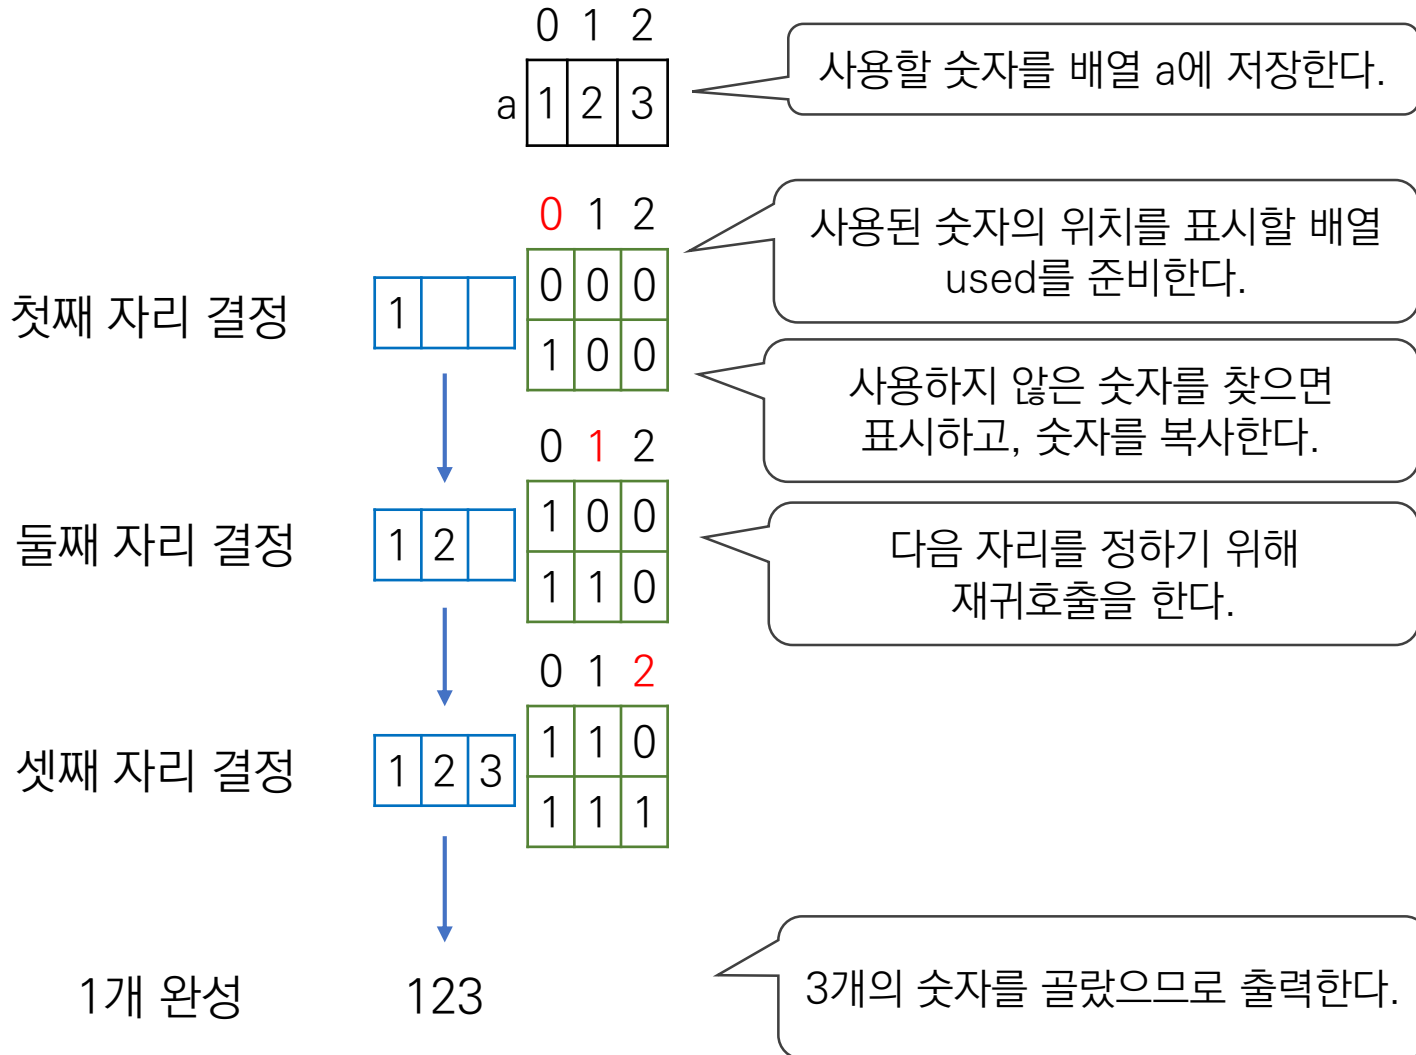 0 1 2
a 1 2 3
사용할 숫자를 배열 a에 저장한다.
0 1 2
사용된 숫자의 위치를 표시할 배열
used를 준비한다.
첫째 자리 결정
1
0 0 0
1 0 0
사용하지 않은 숫자를 찾으면
표시하고, 숫자를 복사한다.
0 1 2
둘째 자리 결정
1 2
1 0 0
1 1 0
다음 자리를 정하기 위해
재귀호출을 한다.
0 1 2
셋째 자리 결정
1 2 3
1 1 0
1 1 1
1개 완성
123
3개의 숫자를 골랐으므로 출력한다.